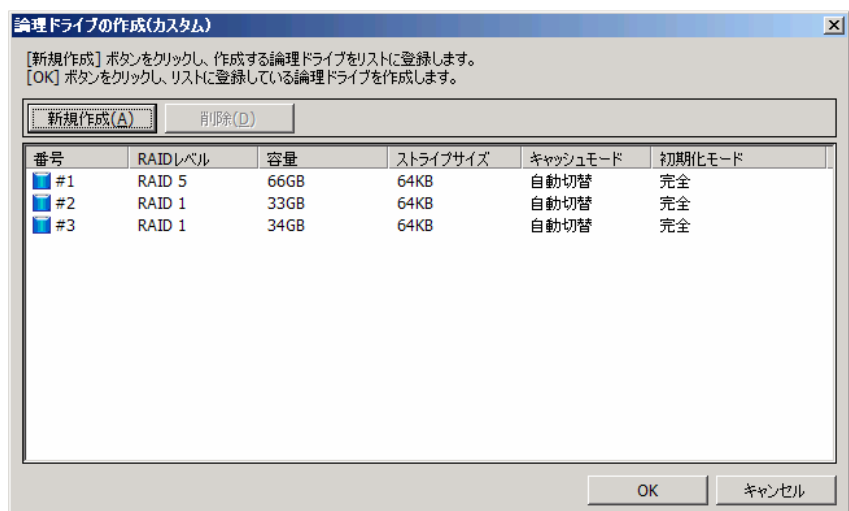 論理ドライブの作成(カスタム)
[新規作成] ボタンをクリックし、作成する論理ドライブをリストに登録します。
[OK] ボタンをクリックし、リストに登録している論理ドライブを作成します。
新規作成(A) 削除(D)
番号 RAIDレベル 容量 ストライプサイズ キャッシュモード 初期化モード
#1 RAID 5 66GB 64KB 自動切替 完全
#2 RAID 1 33GB 64KB 自動切替 完全
#3 RAID 1 34GB 64KB 自動切替 完全
OK キャンセル